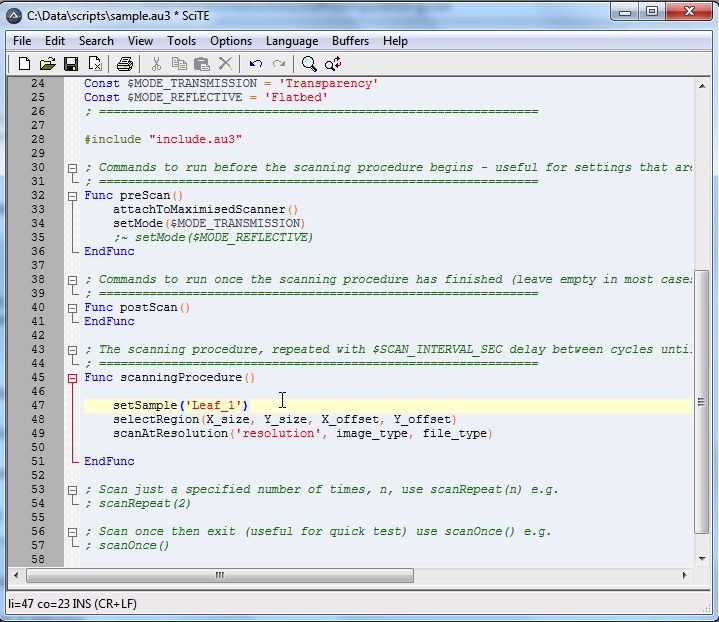 C:\Data\scripts\sample.au3 * SciTE
File Edit Search View Tools Options Language Buffers Help
24 Const $MODE_TRANSMISSION = 'Transparency'
25 Const $MODE_REFLECTIVE = 'Flatbed'
26 ; =============================================================
27
28 #include "include.au3"
29
30 ; Commands to run before the scanning procedure begins - useful for settings that are
31 ; =============================================================
32 Func preScan()
33 attachToMaximisedScanner()
34 setMode($MODE_TRANSMISSION)
35 ;~ setMode($MODE_REFLECTIVE)
36 EndFunc
37
38 ; Commands to run once the scanning procedure has finished (leave empty in most cases
39 ; =============================================================
40 Func postScan()
41 EndFunc
42
43 ; The scanning procedure, repeated with $SCAN_INTERVAL_SEC delay between cycles unti
44 ; =============================================================
45 Func scanningProcedure()
46
47 setSample('Leaf_1')
48 selectRegion(X_size, Y_size, X_offset, Y_offset)
49 scanAtResolution('resolution', image_type, file_type)
50
51 EndFunc
52
53 ; Scan just a specified number of times, n, use scanRepeat(n) e.g.
54 ; scanRepeat(2)
55
56 ; Scan once then exit (useful for quick test) use scanOnce() e.g.
57 ; scanOnce()
58
li=47 co=23 INS (CR+LF)